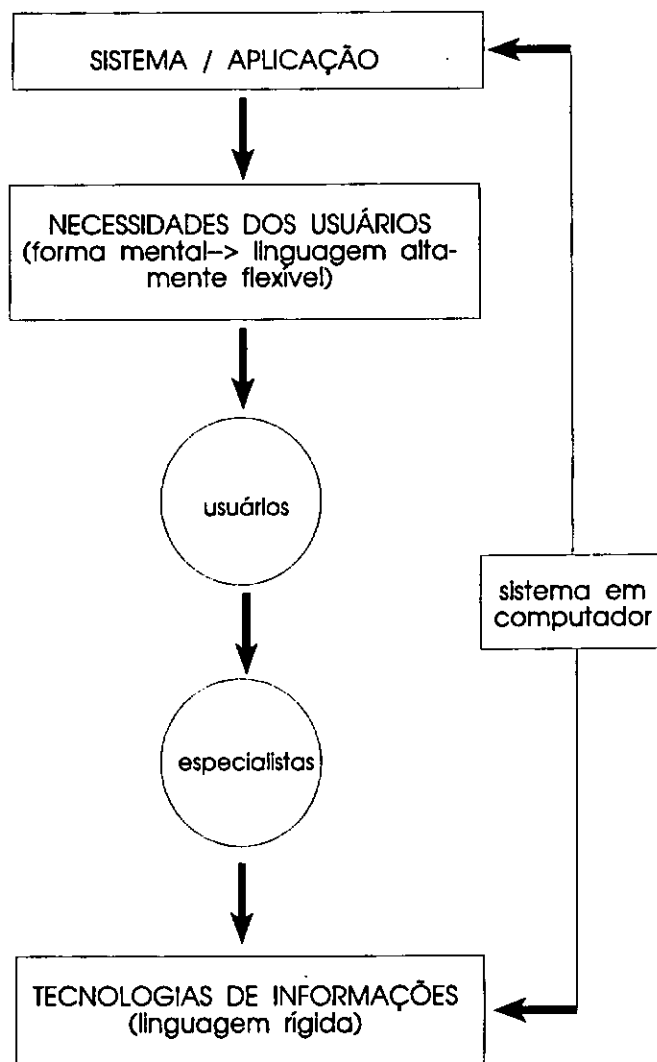 SISTEMA / APLICAÇÃO
NECESSIDADES DOS USUÁRIOS
(forma mental–> linguagem alta-
mente flexível)
usuários
sistema em
computador
especialistas
TECNOLOGIAS DE INFORMAÇÕES
(linguagem rígida)